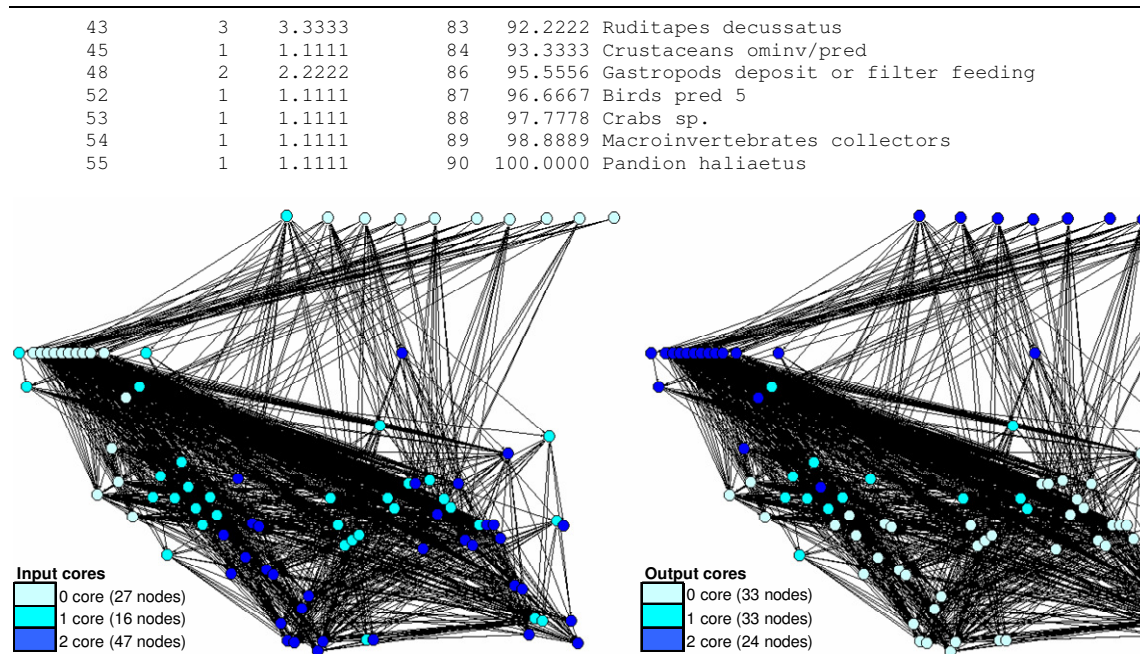 43 3 3.3333 83 92.2222 Ruditapes decussatus
45 1 1.1111 84 93.3333 Crustaceans ominv/pred
48 2 2.2222 86 95.5556 Gastropods deposit or filter feeding
52 1 1.1111 87 96.6667 Birds pred 5
53 1 1.1111 88 97.7778 Crabs sp.
54 1 1.1111 89 98.8889 Macroinvertebrates collectors
55 1 1.1111 90 100.0000 Pandion haliaetus
Input cores
0 core (27 nodes)
1 core (16 nodes)
2 core (47 nodes)
Output cores
0 core (33 nodes)
1 core (33 nodes)
2 core (24 nodes)